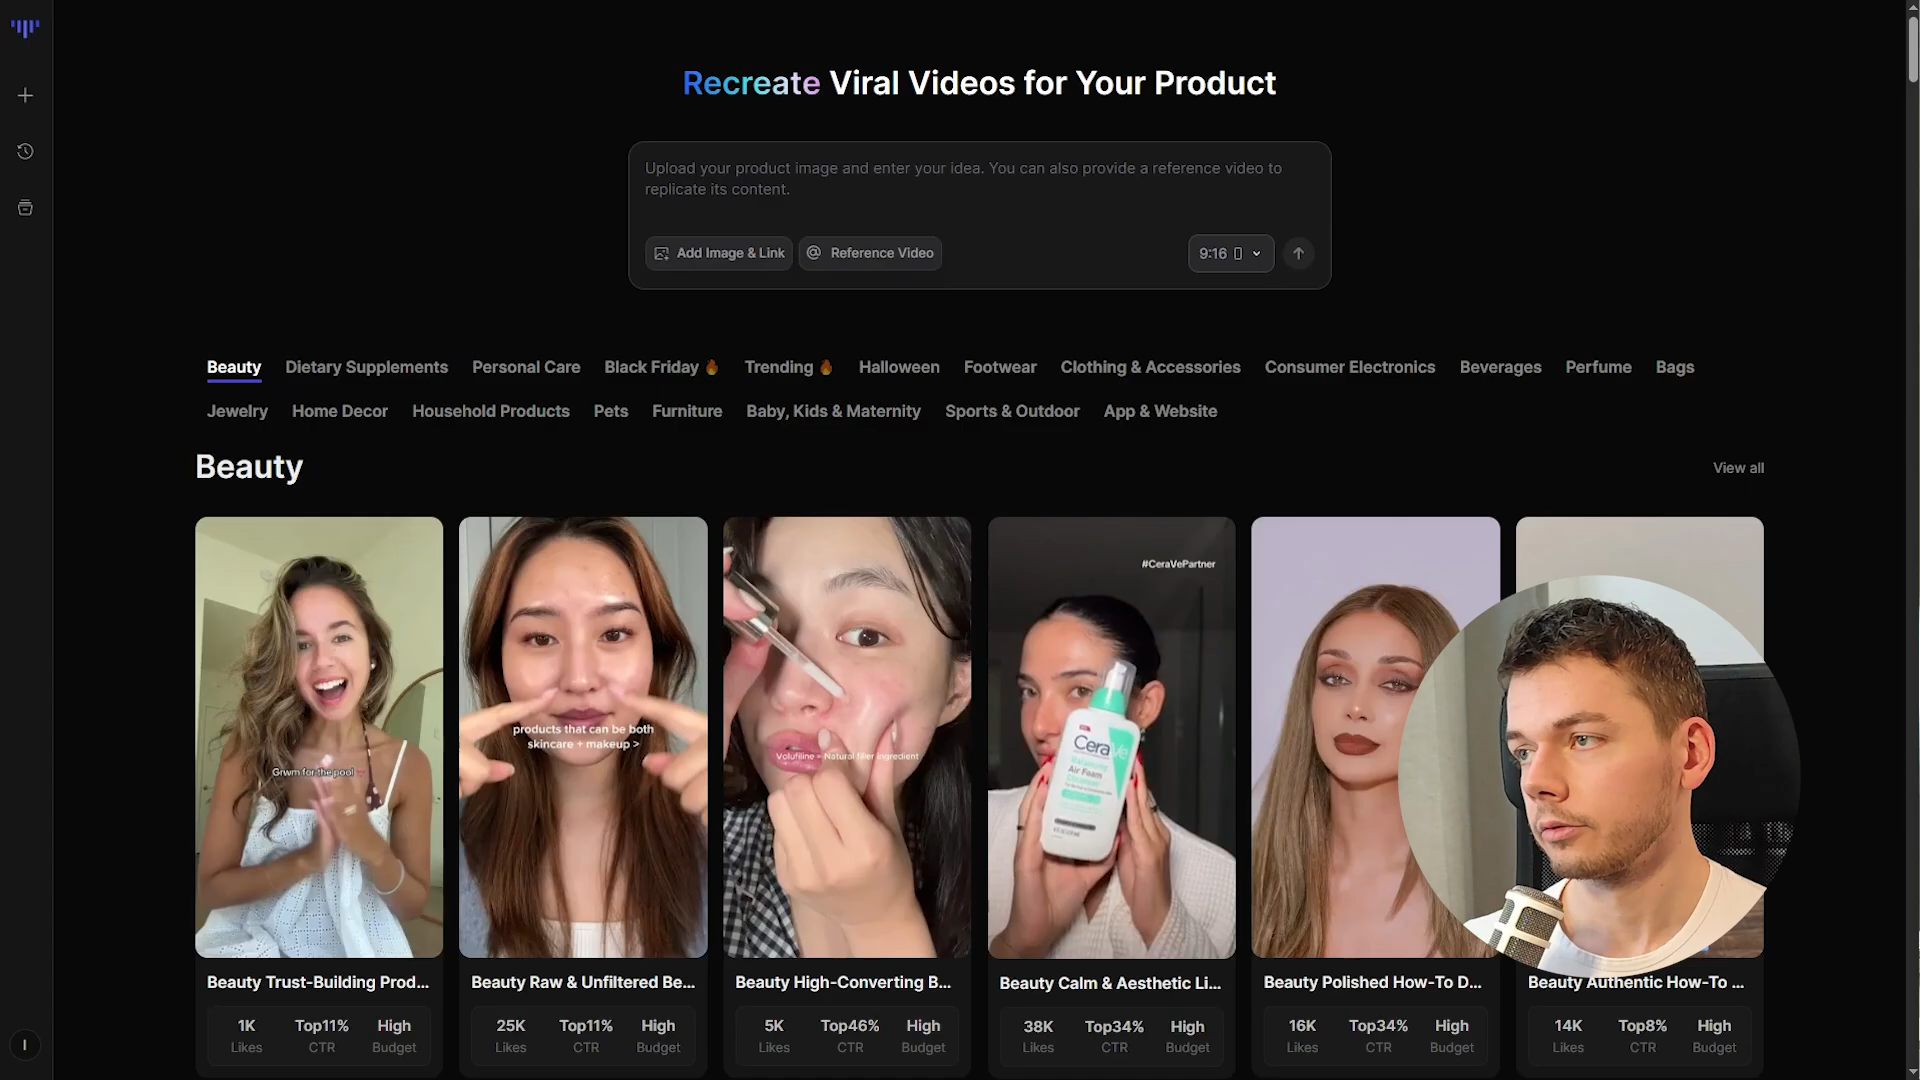 Recreate Viral Videos for Your Product
Upload your product image and enter your idea. You can also provide a reference video to
replicate its content.
Add Image & Link
Reference Video
9:16
Beauty
Dietary Supplements
Personal Care
Black Friday 🔥
Trending 🔥
Halloween
Footwear
Clothing & Accessories
Consumer Electronics
Beverages
Perfume
Bags
Jewelry
Home Decor
Household Products
Pets
Furniture
Baby, Kids & Maternity
Sports & Outdoor
App & Website
Beauty
View all
Grwm for the pool
products that can be both
skincare + makeup >
Volufiline = Natural filler ingredient
#CeraVePartner
CeraVe
Air Foam
Beauty Trust-Building Prod...
1K Top11% High
Likes CTR Budget
Beauty Raw & Unfiltered Be...
25K Top11% High
Likes CTR Budget
Beauty High-Converting B...
5K Top46% High
Likes CTR Budget
Beauty Calm & Aesthetic Li...
38K Top34% High
Likes CTR Budget
Beauty Polished How-To D...
16K Top34% High
Likes CTR Budget
Beauty Authentic How-To ...
14K Top8% High
Likes CTR Budget
I